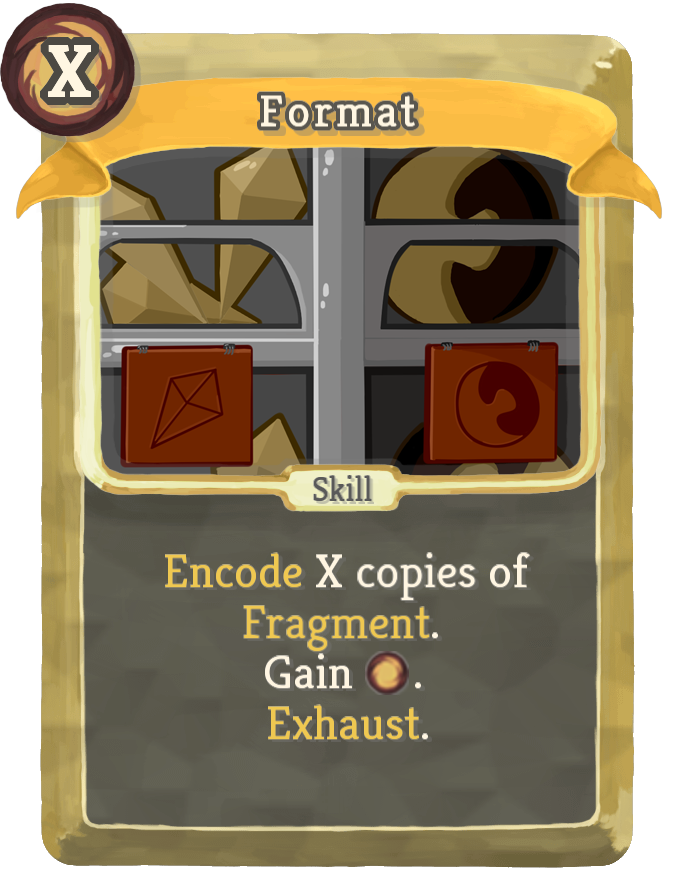 X
Format
Skill
Encode X copies of
Fragment.
Gain .
Exhaust.